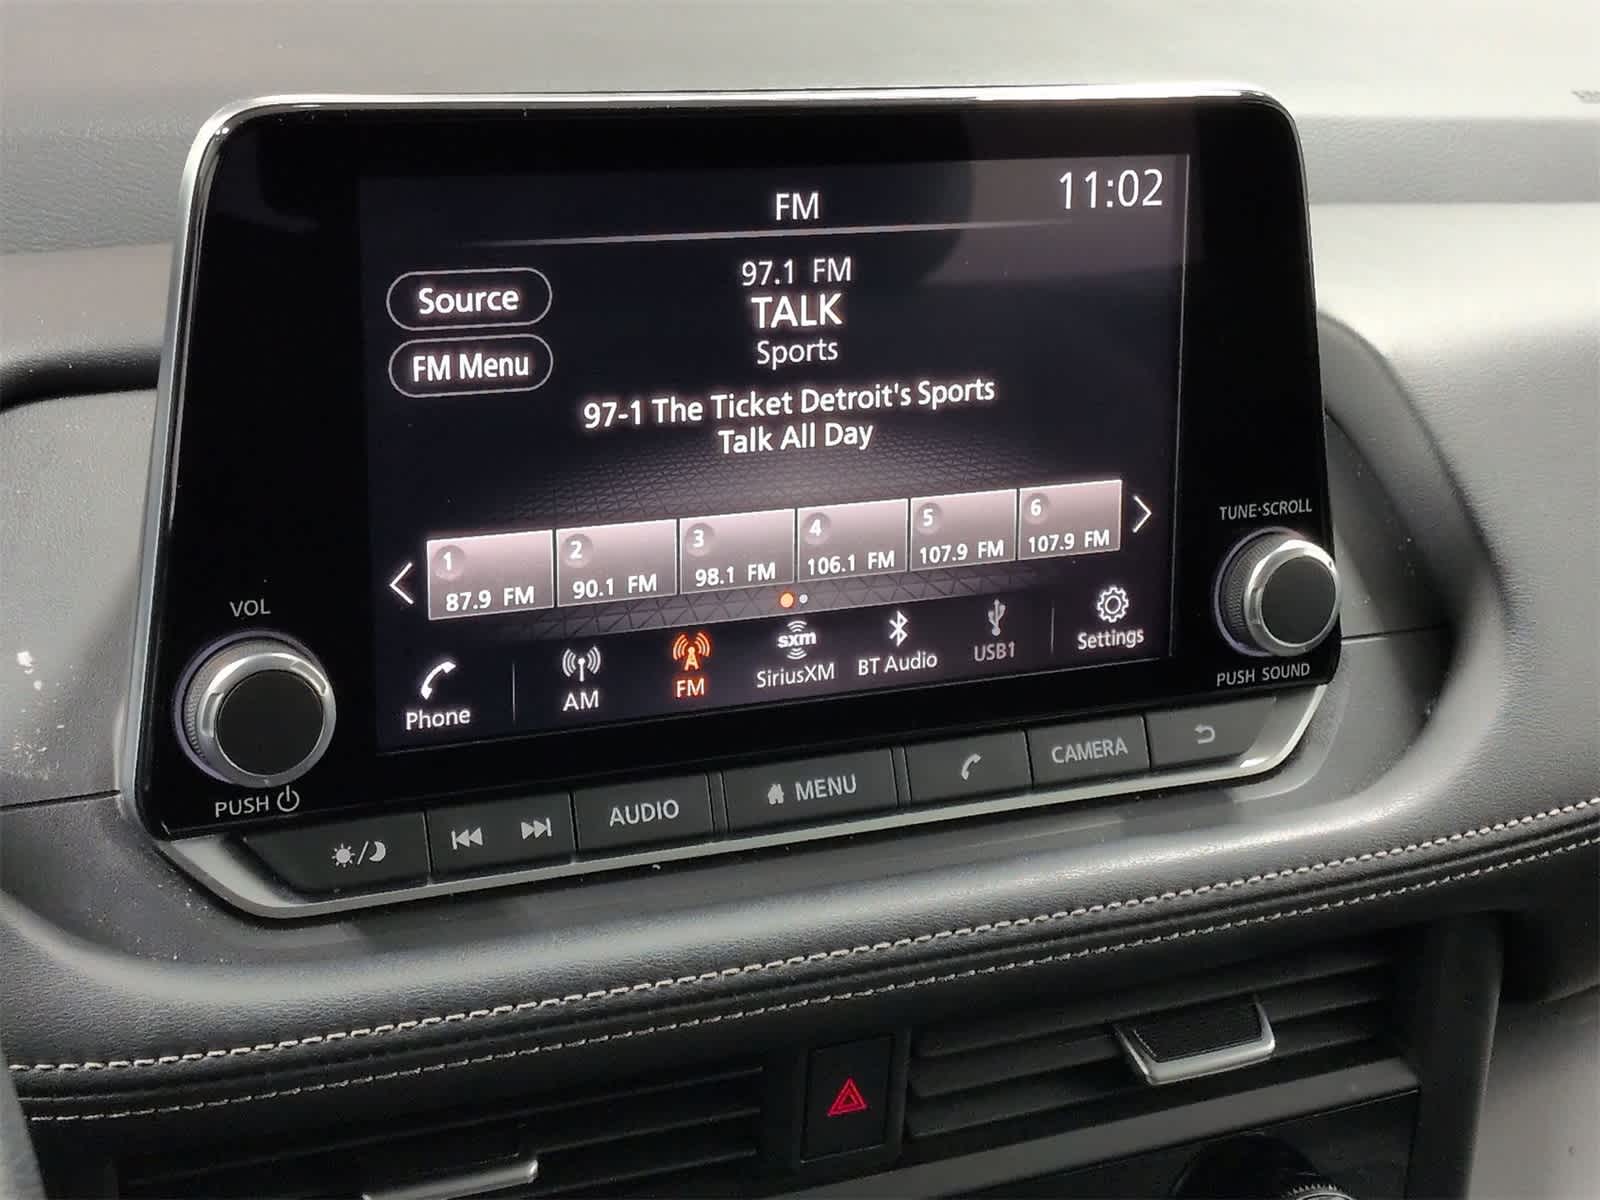 FM
11:02
Source
FM Menu
97.1 FM
TALK
Sports
97-1 The Ticket Detroit's Sports
Talk All Day
1
87.9 FM
2
90.1 FM
3
98.1 FM
4
106.1 FM
5
107.9 FM
6
107.9 FM
Phone
AM
A
FM
sxm
SiriusXM
BT Audio
USB1
Settings
VOL
PUSH
TUNE·SCROLL
PUSH SOUND
AUDIO
MENU
CAMERA